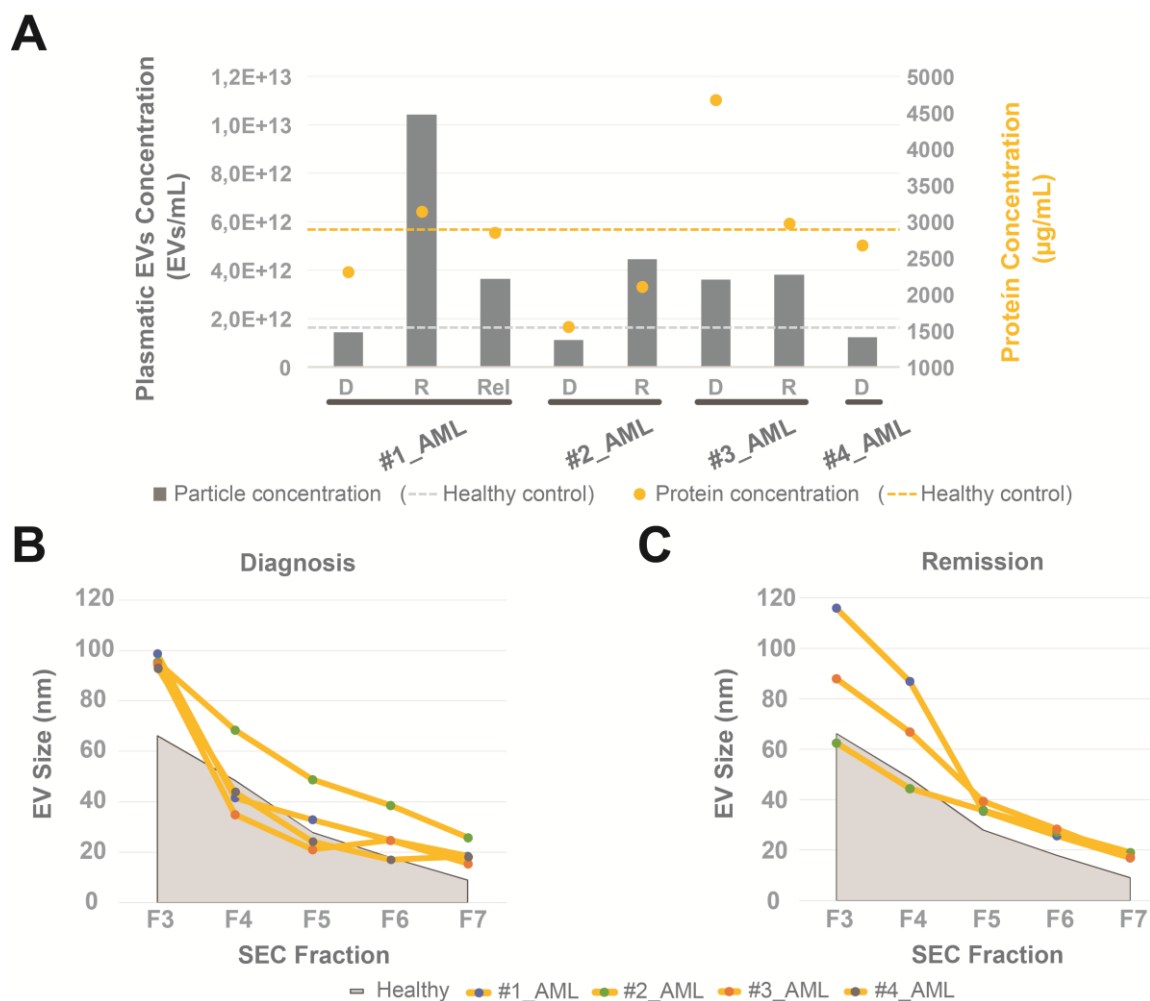 A
Plasmatic EVs Concentration
(EVs/mL)
1,2E+13
1,0E+13
8,0E+12
6,0E+12
4,0E+12
2,0E+12
0
5000
4500
4000
3500
3000
2500
2000
1500
1000
Proteín Concentration
(µg/mL)
D R Rel D R D R D
#1_AML #2_AML #3_AML #4_AML
Particle concentration ( Healthy control) Protein concentration ( Healthy control)
B
Diagnosis
EV Size (nm)
120
100
80
60
40
20
0
F3 F4 F5 F6 F7
SEC Fraction
C
Remission
EV Size (nm)
120
100
80
60
40
20
0
F3 F4 F5 F6 F7
SEC Fraction
Healthy #1_AML #2_AML #3_AML #4_AML